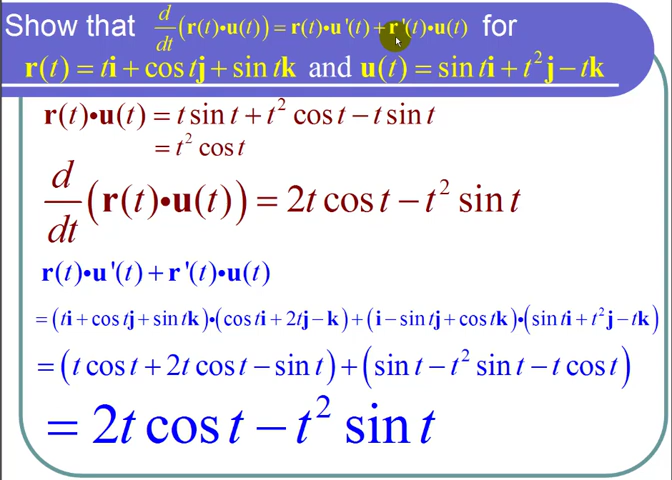 Show that d/dt (r(t)•u(t)) = r(t)•u'(t) + r'(t)•u(t) for
r(t) = ti + cos tj + sin tk and u(t) = sin ti + t²j − tk
r(t)•u(t) = t sin t + t² cos t − t sin t
= t² cos t
d/dt (r(t)•u(t)) = 2t cos t − t² sin t
r(t)•u'(t) + r'(t)•u(t)
= (ti + cos tj + sin tk)•(cos ti + 2tj − k) + (i − sin tj + cos tk)•(sin ti + t²j − tk)
= (t cos t + 2t cos t − sin t) + (sin t − t² sin t − t cos t)
= 2t cos t − t² sin t